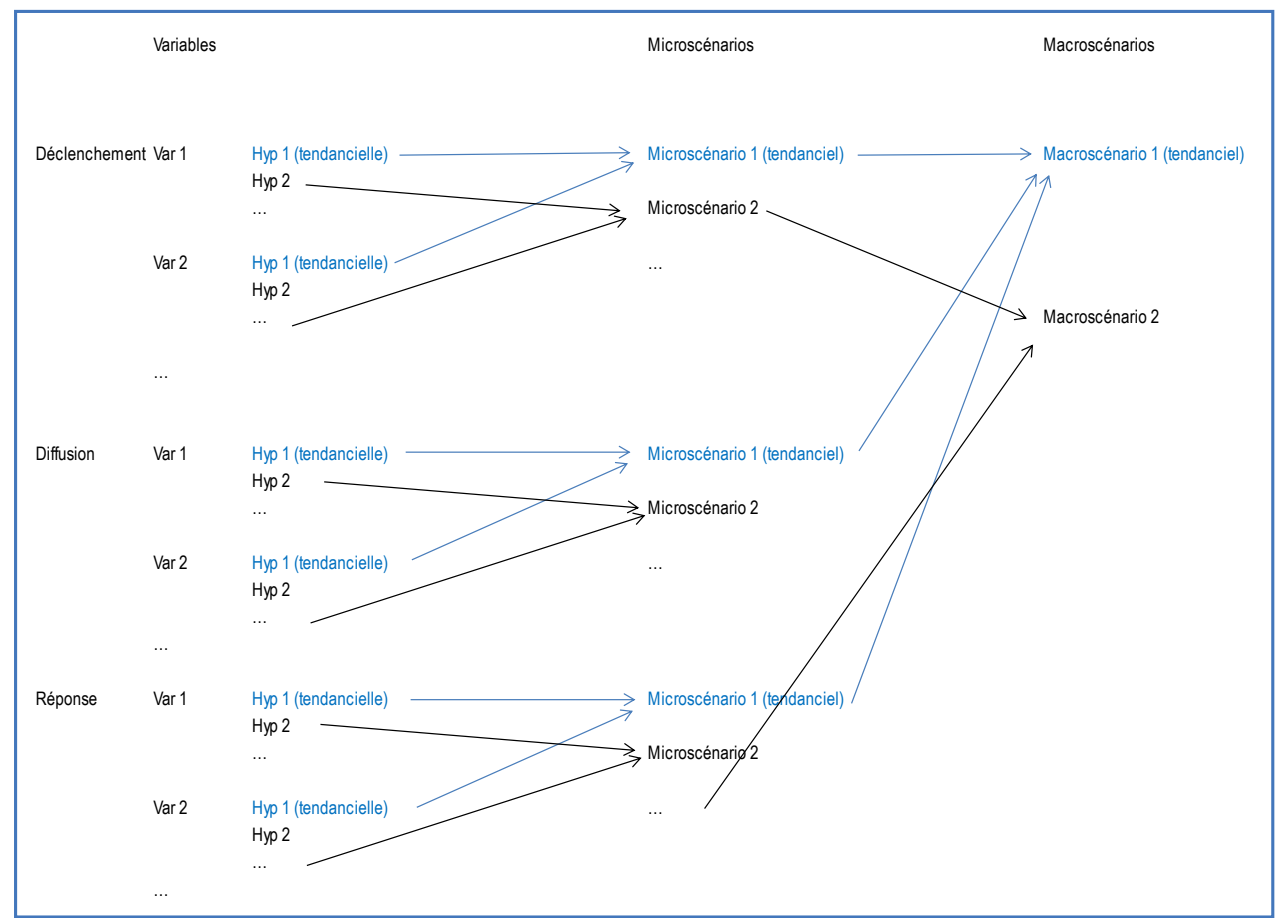 Variables Microscénarios Macroscénarios
Déclenchement Var 1 Hyp 1 (tendancielle) Microscénario 1 (tendanciel) Macroscénario 1 (tendanciel)
Hyp 2
… Microscénario 2
Var 2 Hyp 1 (tendancielle) …
Hyp 2
… Macroscénario 2
…
Diffusion Var 1 Hyp 1 (tendancielle) Microscénario 1 (tendanciel)
Hyp 2
… Microscénario 2
Var 2 Hyp 1 (tendancielle) …
Hyp 2
…
…
Réponse Var 1 Hyp 1 (tendancielle) Microscénario 1 (tendanciel)
Hyp 2
… Microscénario 2
Var 2 Hyp 1 (tendancielle) …
Hyp 2
…
…